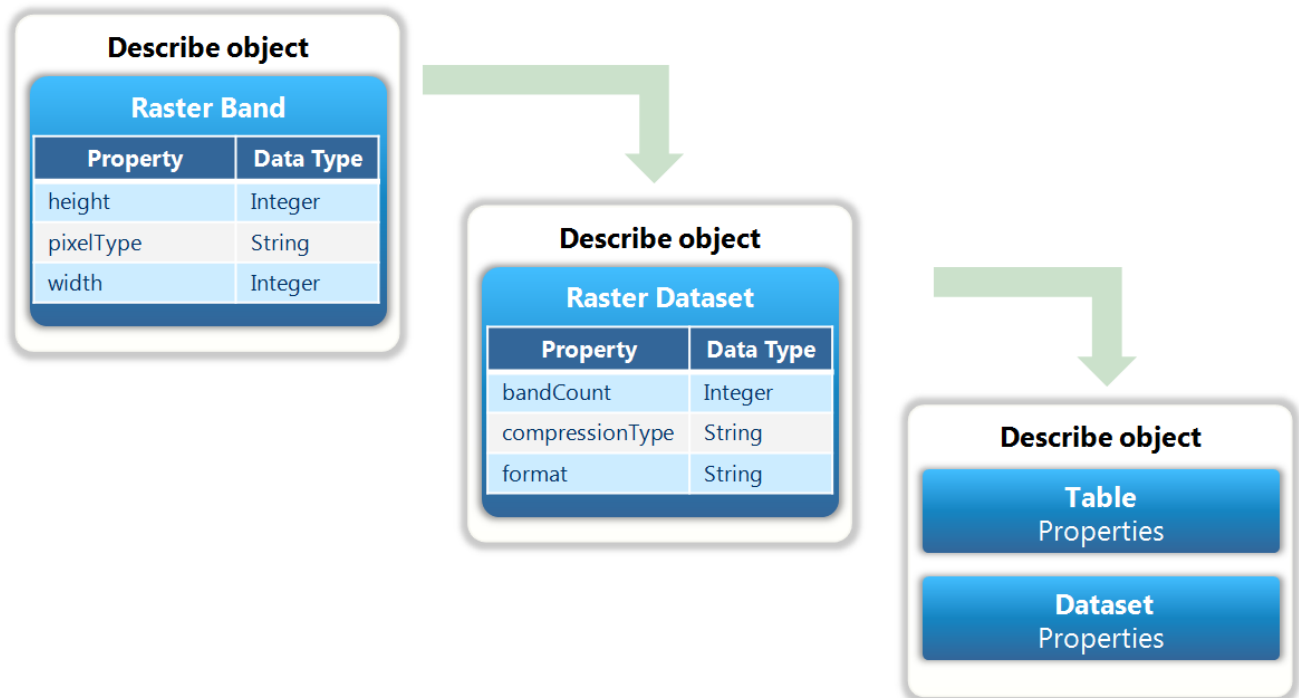 Describe object
Raster Band
Property Data Type
height Integer
pixelType String
width Integer
Describe object
Raster Dataset
Property Data Type
bandCount Integer
compressionType String
format String
Describe object
Table
Properties
Dataset
Properties